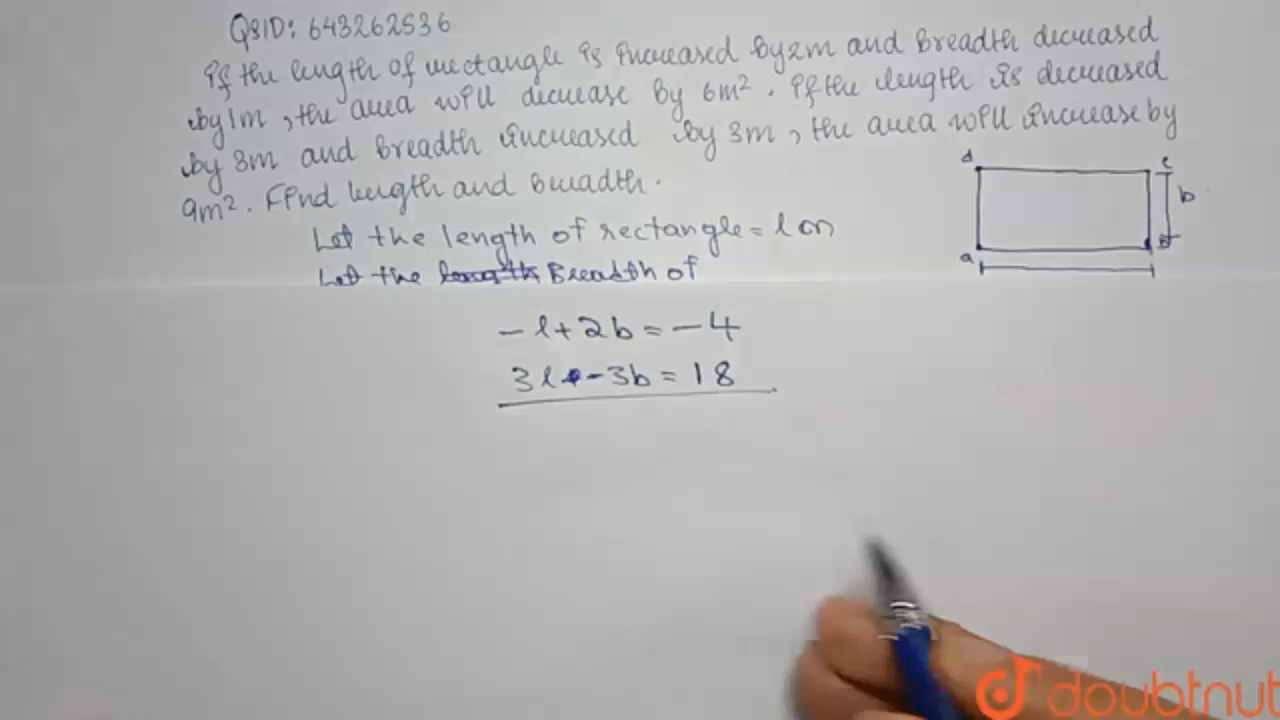 QSID: 643262536
If the length of rectangle is increased by 2m and Breadth decreased
by 1m, the area will decrease by 6m². If the length is decreased
by 3m and Breadth increased by 3m, the area will increase by
9m². Find length and breadth.
Let the length of rectangle = l m
Let the length Breadth of
-l + 2b = -4
3l - 3b = 18
d c
b
a B
doubtnut